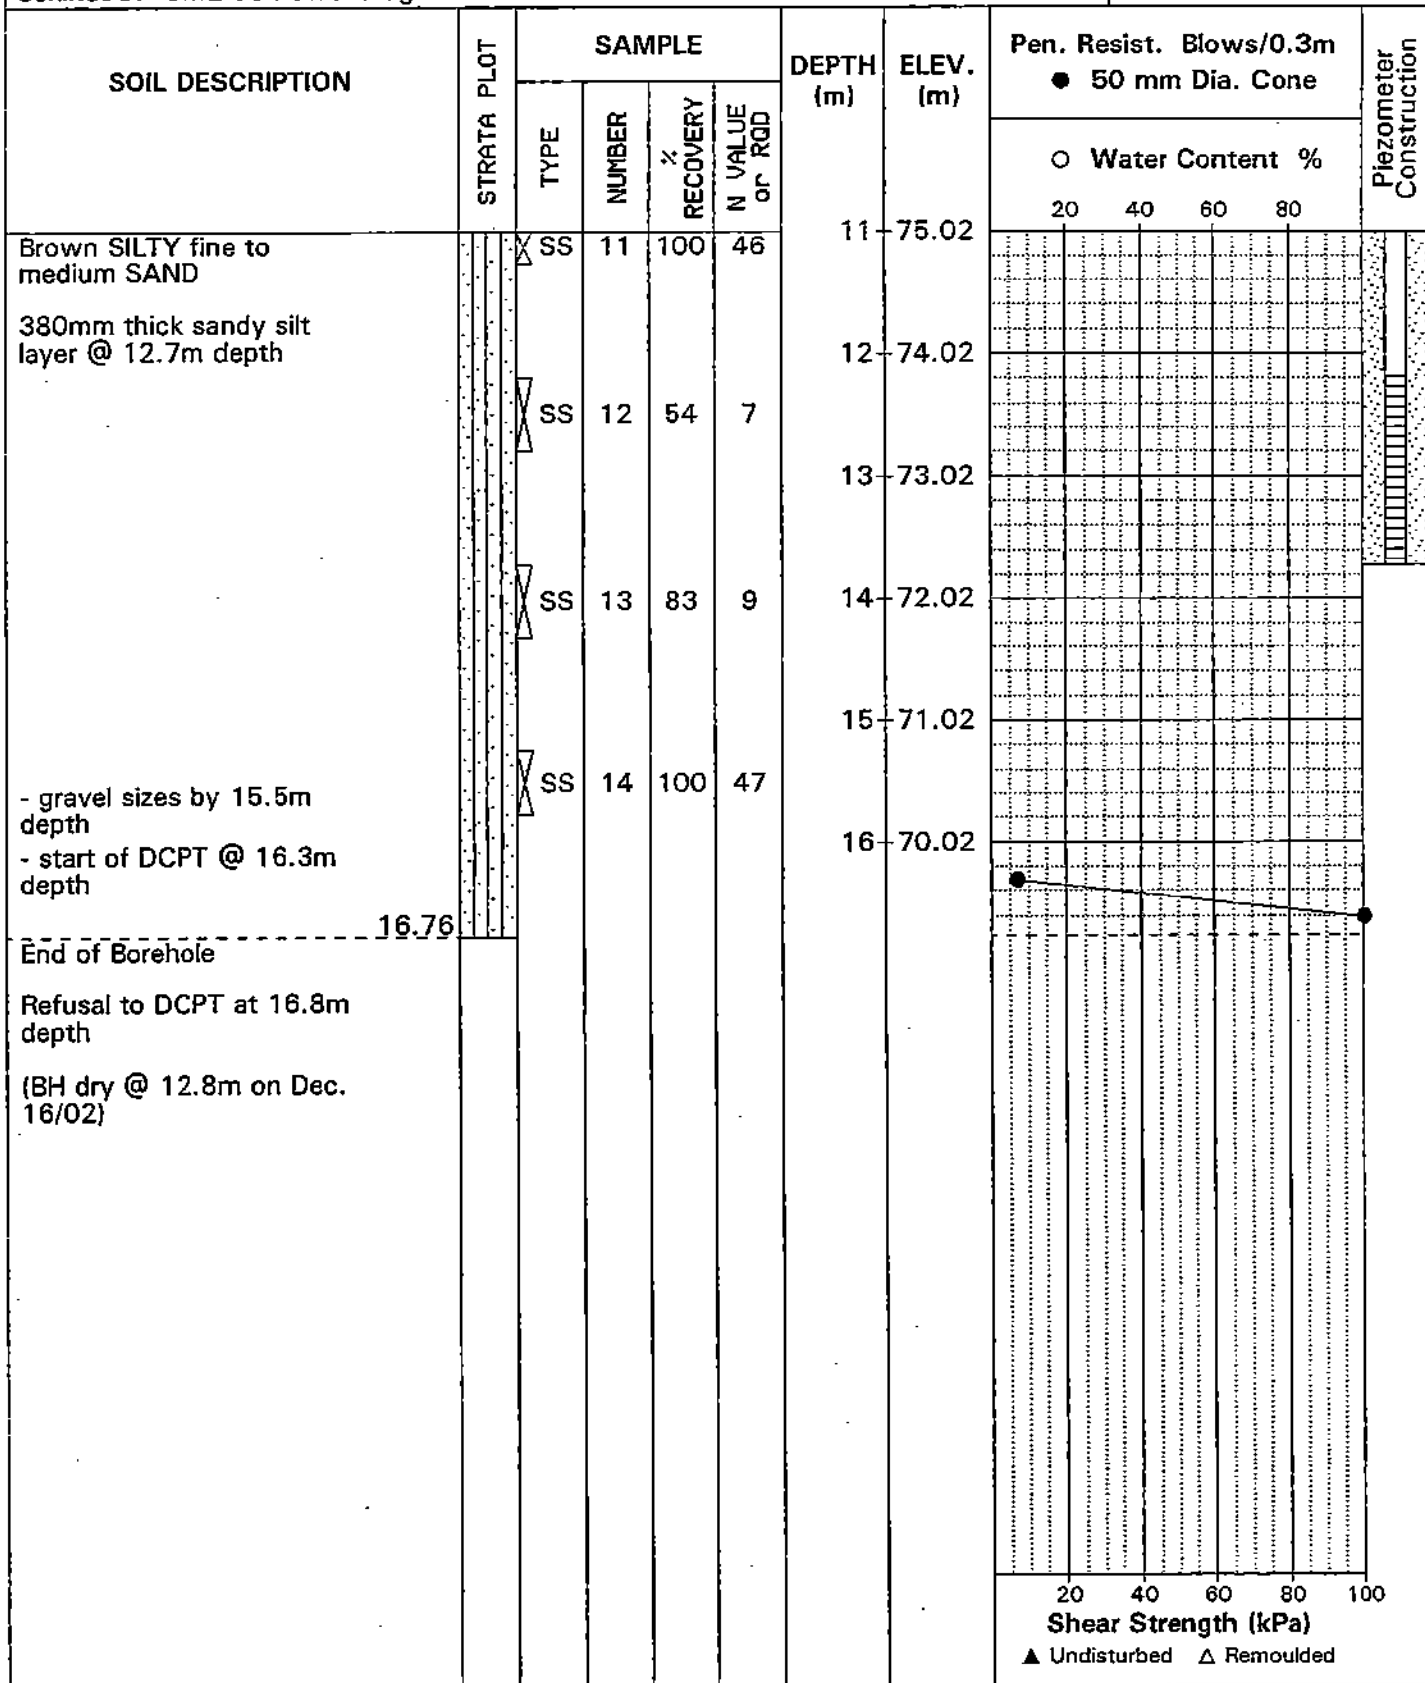 SOIL DESCRIPTION
STRATA PLOT
SAMPLE
TYPE
NUMBER
% RECOVERY
N VALUE or RQD
DEPTH (m)
ELEV. (m)
Pen. Resist. Blows/0.3m
● 50 mm Dia. Cone
○ Water Content %
20 40 60 80
Piezometer Construction
Brown SILTY fine to
medium SAND
SS 11 100 46
11 75.02
380mm thick sandy silt
layer @ 12.7m depth
12 74.02
SS 12 54 7
13 73.02
SS 13 83 9
14 72.02
15 71.02
SS 14 100 47
- gravel sizes by 15.5m
depth
16 70.02
- start of DCPT @ 16.3m
depth
16.76
End of Borehole
Refusal to DCPT at 16.8m
depth
(BH dry @ 12.8m on Dec.
16/02)
20 40 60 80 100
Shear Strength (kPa)
▲ Undisturbed △ Remoulded